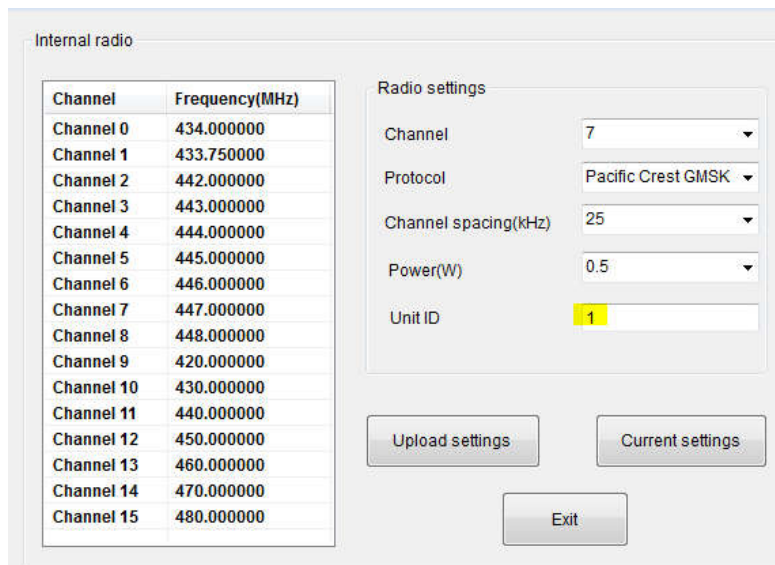 Internal radio
Channel Frequency(MHz)
Channel 0 434.000000
Channel 1 433.750000
Channel 2 442.000000
Channel 3 443.000000
Channel 4 444.000000
Channel 5 445.000000
Channel 6 446.000000
Channel 7 447.000000
Channel 8 448.000000
Channel 9 420.000000
Channel 10 430.000000
Channel 11 440.000000
Channel 12 450.000000
Channel 13 460.000000
Channel 14 470.000000
Channel 15 480.000000
Radio settings
Channel 7
Protocol Pacific Crest GMSK
Channel spacing(kHz) 25
Power(W) 0.5
Unit ID 1
Upload settings Current settings
Exit